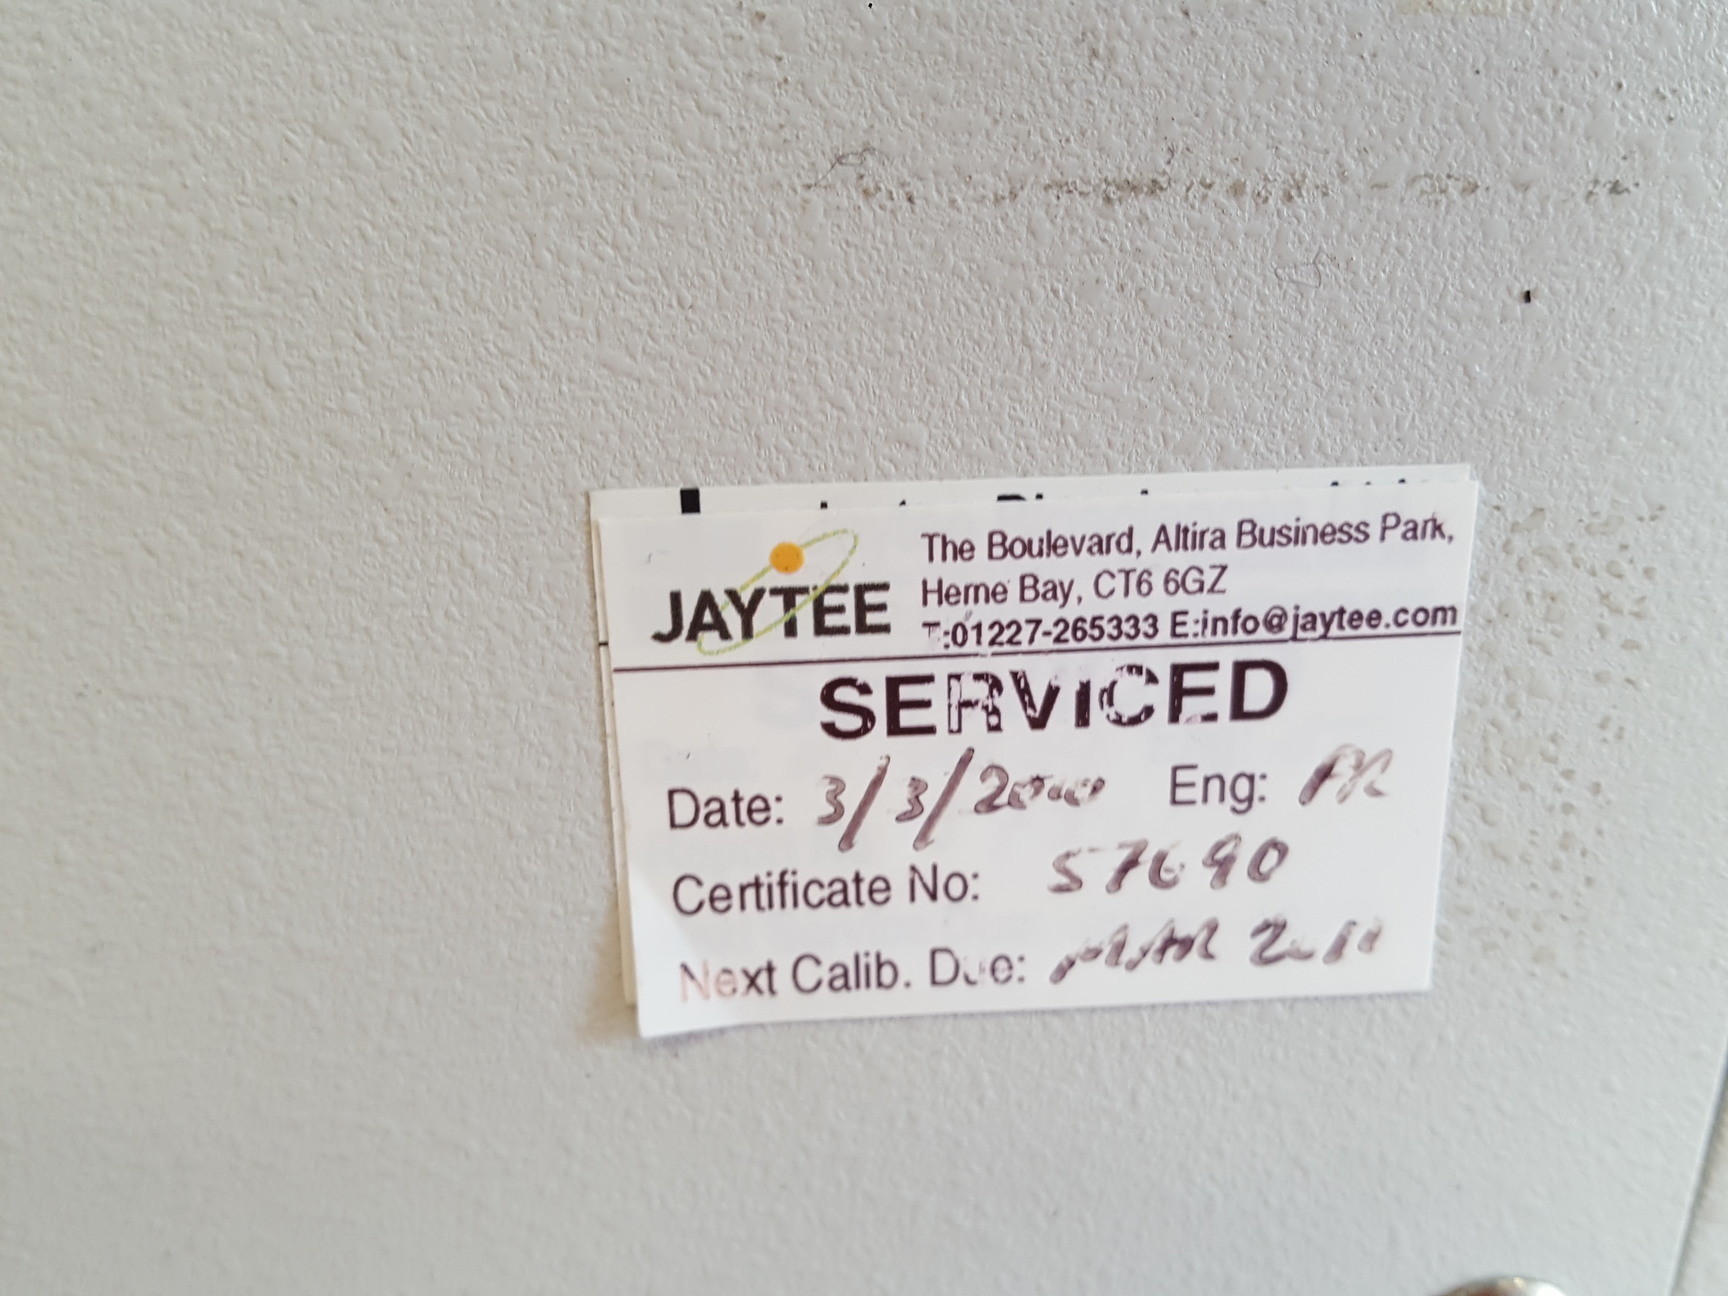 JAYTEE
The Boulevard, Altira Business Park,
Herne Bay, CT6 6GZ
T:01227-265333 E:info@jaytee.com
SERVICED
Date: 3/3/2010 Eng:
Certificate No: 57690
Next Calib. Due: MAR 2011